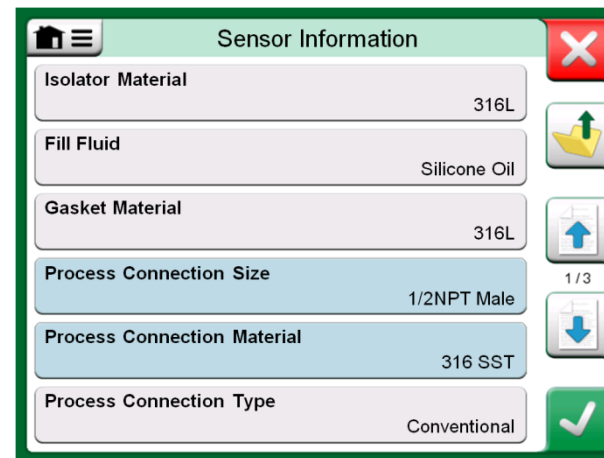 Sensor Information
Isolator Material
316L
Fill Fluid
Silicone Oil
Gasket Material
316L
Process Connection Size
1/2NPT Male
1/3
Process Connection Material
316 SST
Process Connection Type
Conventional